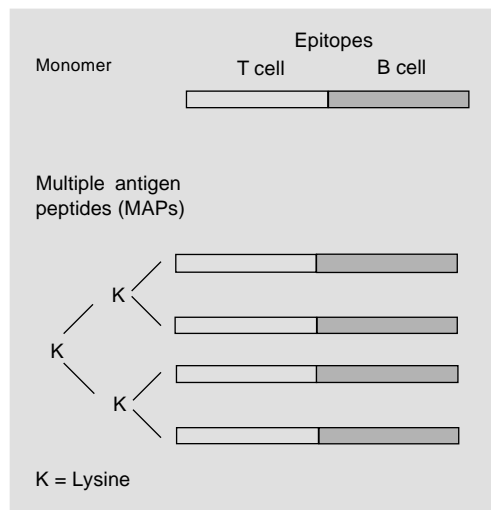 Epitopes
Monomer T cell B cell
Multiple antigen
peptides (MAPs)
K
K
K
K = Lysine